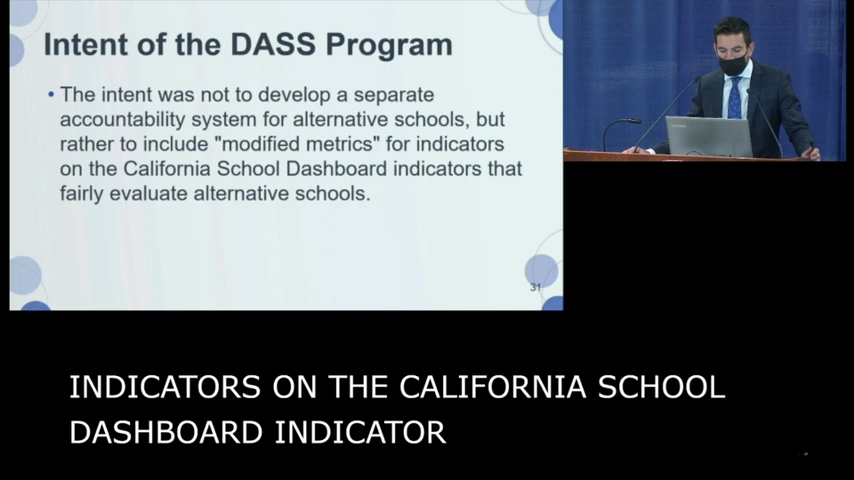 Intent of the DASS Program
• The intent was not to develop a separate
accountability system for alternative schools, but
rather to include "modified metrics" for indicators
on the California School Dashboard indicators that
fairly evaluate alternative schools.
31
INDICATORS ON THE CALIFORNIA SCHOOL
DASHBOARD INDICATOR